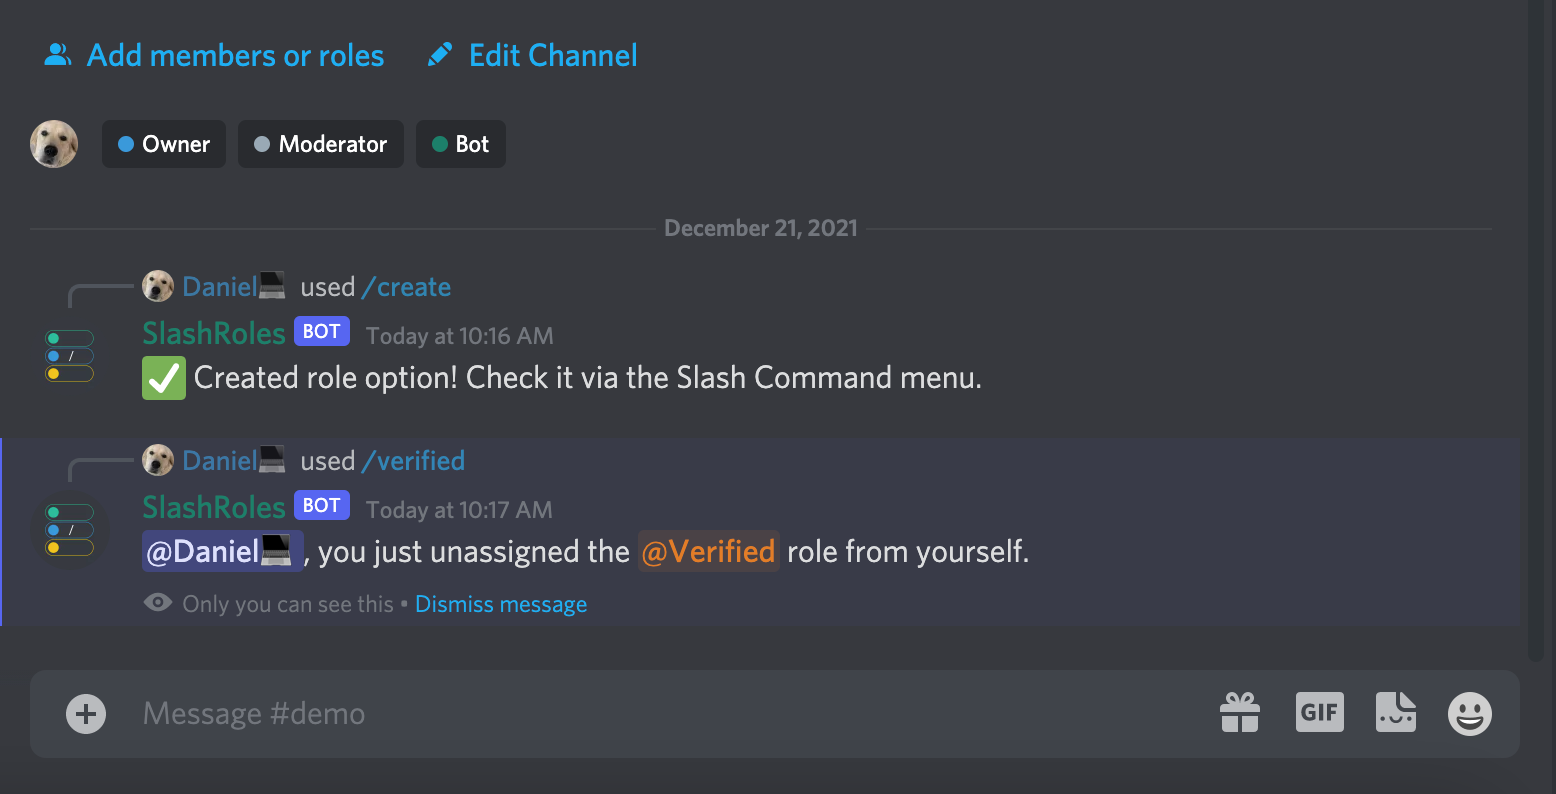 Add members or roles Edit Channel
Owner Moderator Bot
December 21, 2021
Daniel💻 used /create
SlashRoles BOT Today at 10:16 AM
✅ Created role option! Check it via the Slash Command menu.
Daniel💻 used /verified
SlashRoles BOT Today at 10:17 AM
@Daniel💻, you just unassigned the @Verified role from yourself.
Only you can see this • Dismiss message
Message #demo GIF